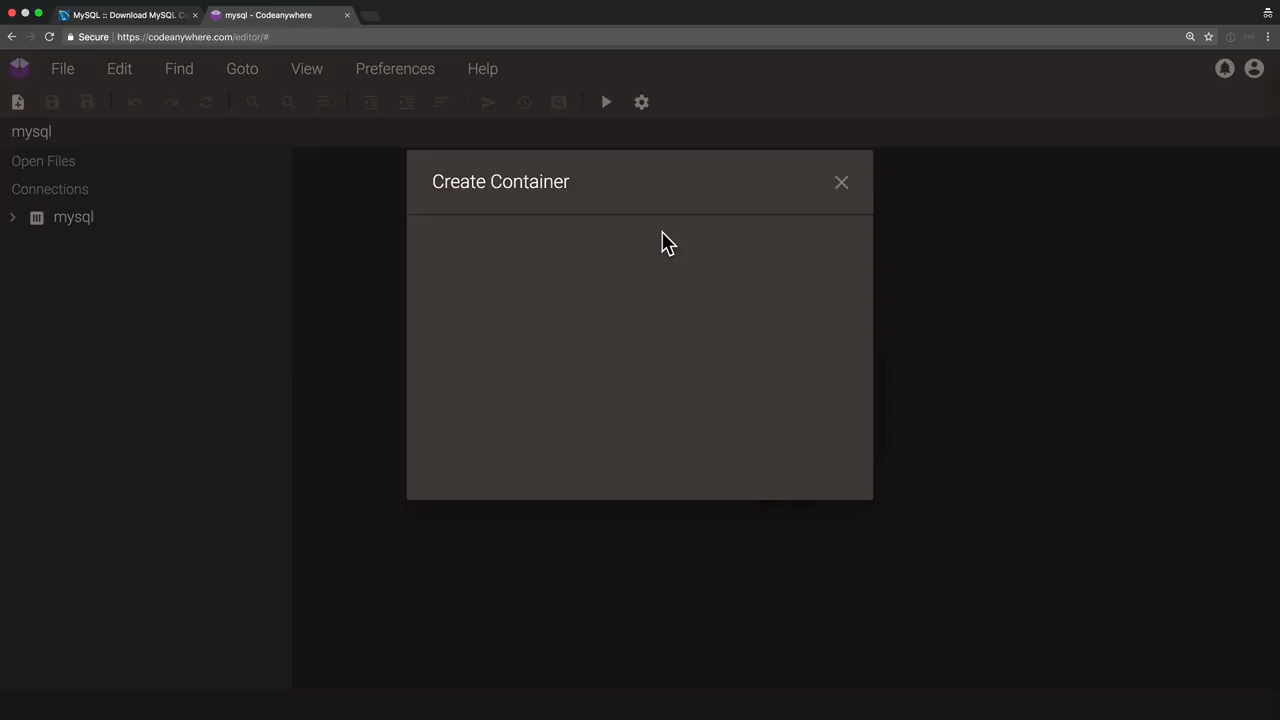 MySQL :: Download MySQL C
mysql - Codeanywhere
Secure https://codeanywhere.com/editor/#
File Edit Find Goto View Preferences Help
mysql
Open Files
Connections
mysql
Create Container